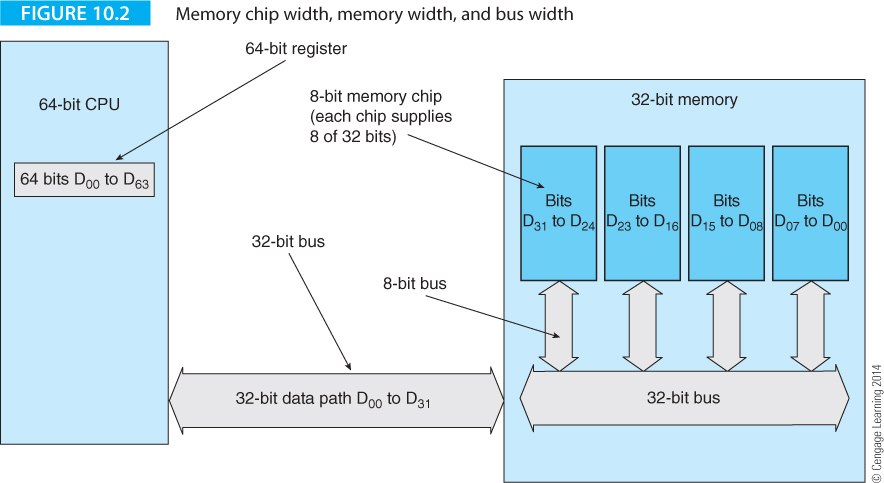 FIGURE 10.2 Memory chip width, memory width, and bus width
64-bit register
64-bit CPU
64 bits D00 to D63
8-bit memory chip
(each chip supplies
8 of 32 bits)
32-bit memory
Bits
D31 to D24
Bits
D23 to D16
Bits
D15 to D08
Bits
D07 to D00
32-bit bus
8-bit bus
32-bit data path D00 to D31
32-bit bus
© Cengage Learning 2014